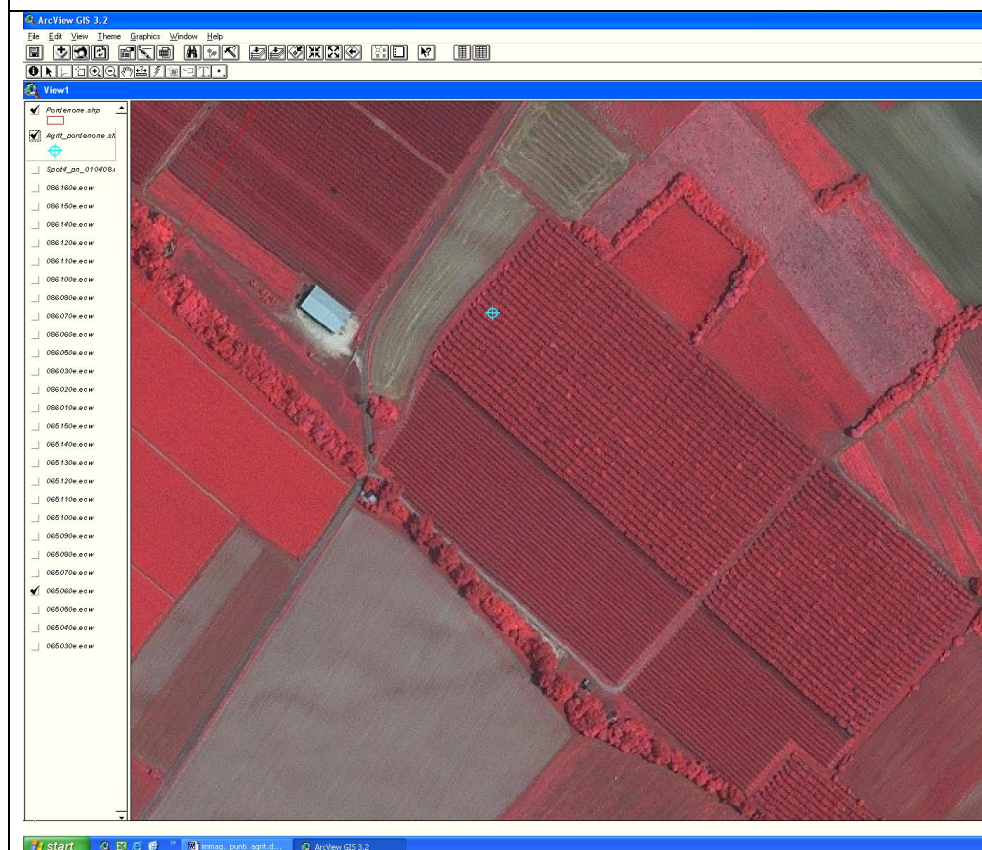 ArcView GIS 3.2
File Edit View Theme Graphics Window Help
View1
Pordenone.shp
Agrit_pordenone.sh
Spot4_pn_010408.
086160e.ecw
086150e.ecw
086140e.ecw
086120e.ecw
086110e.ecw
086100e.ecw
086080e.ecw
086070e.ecw
086060e.ecw
086050e.ecw
086030e.ecw
086020e.ecw
086010e.ecw
065150e.ecw
065140e.ecw
065130e.ecw
065120e.ecw
065110e.ecw
065100e.ecw
065090e.ecw
065080e.ecw
065070e.ecw
065060e.ecw
065050e.ecw
065040e.ecw
065030e.ecw
start immag_punti_agrit.d... ArcView GIS 3.2